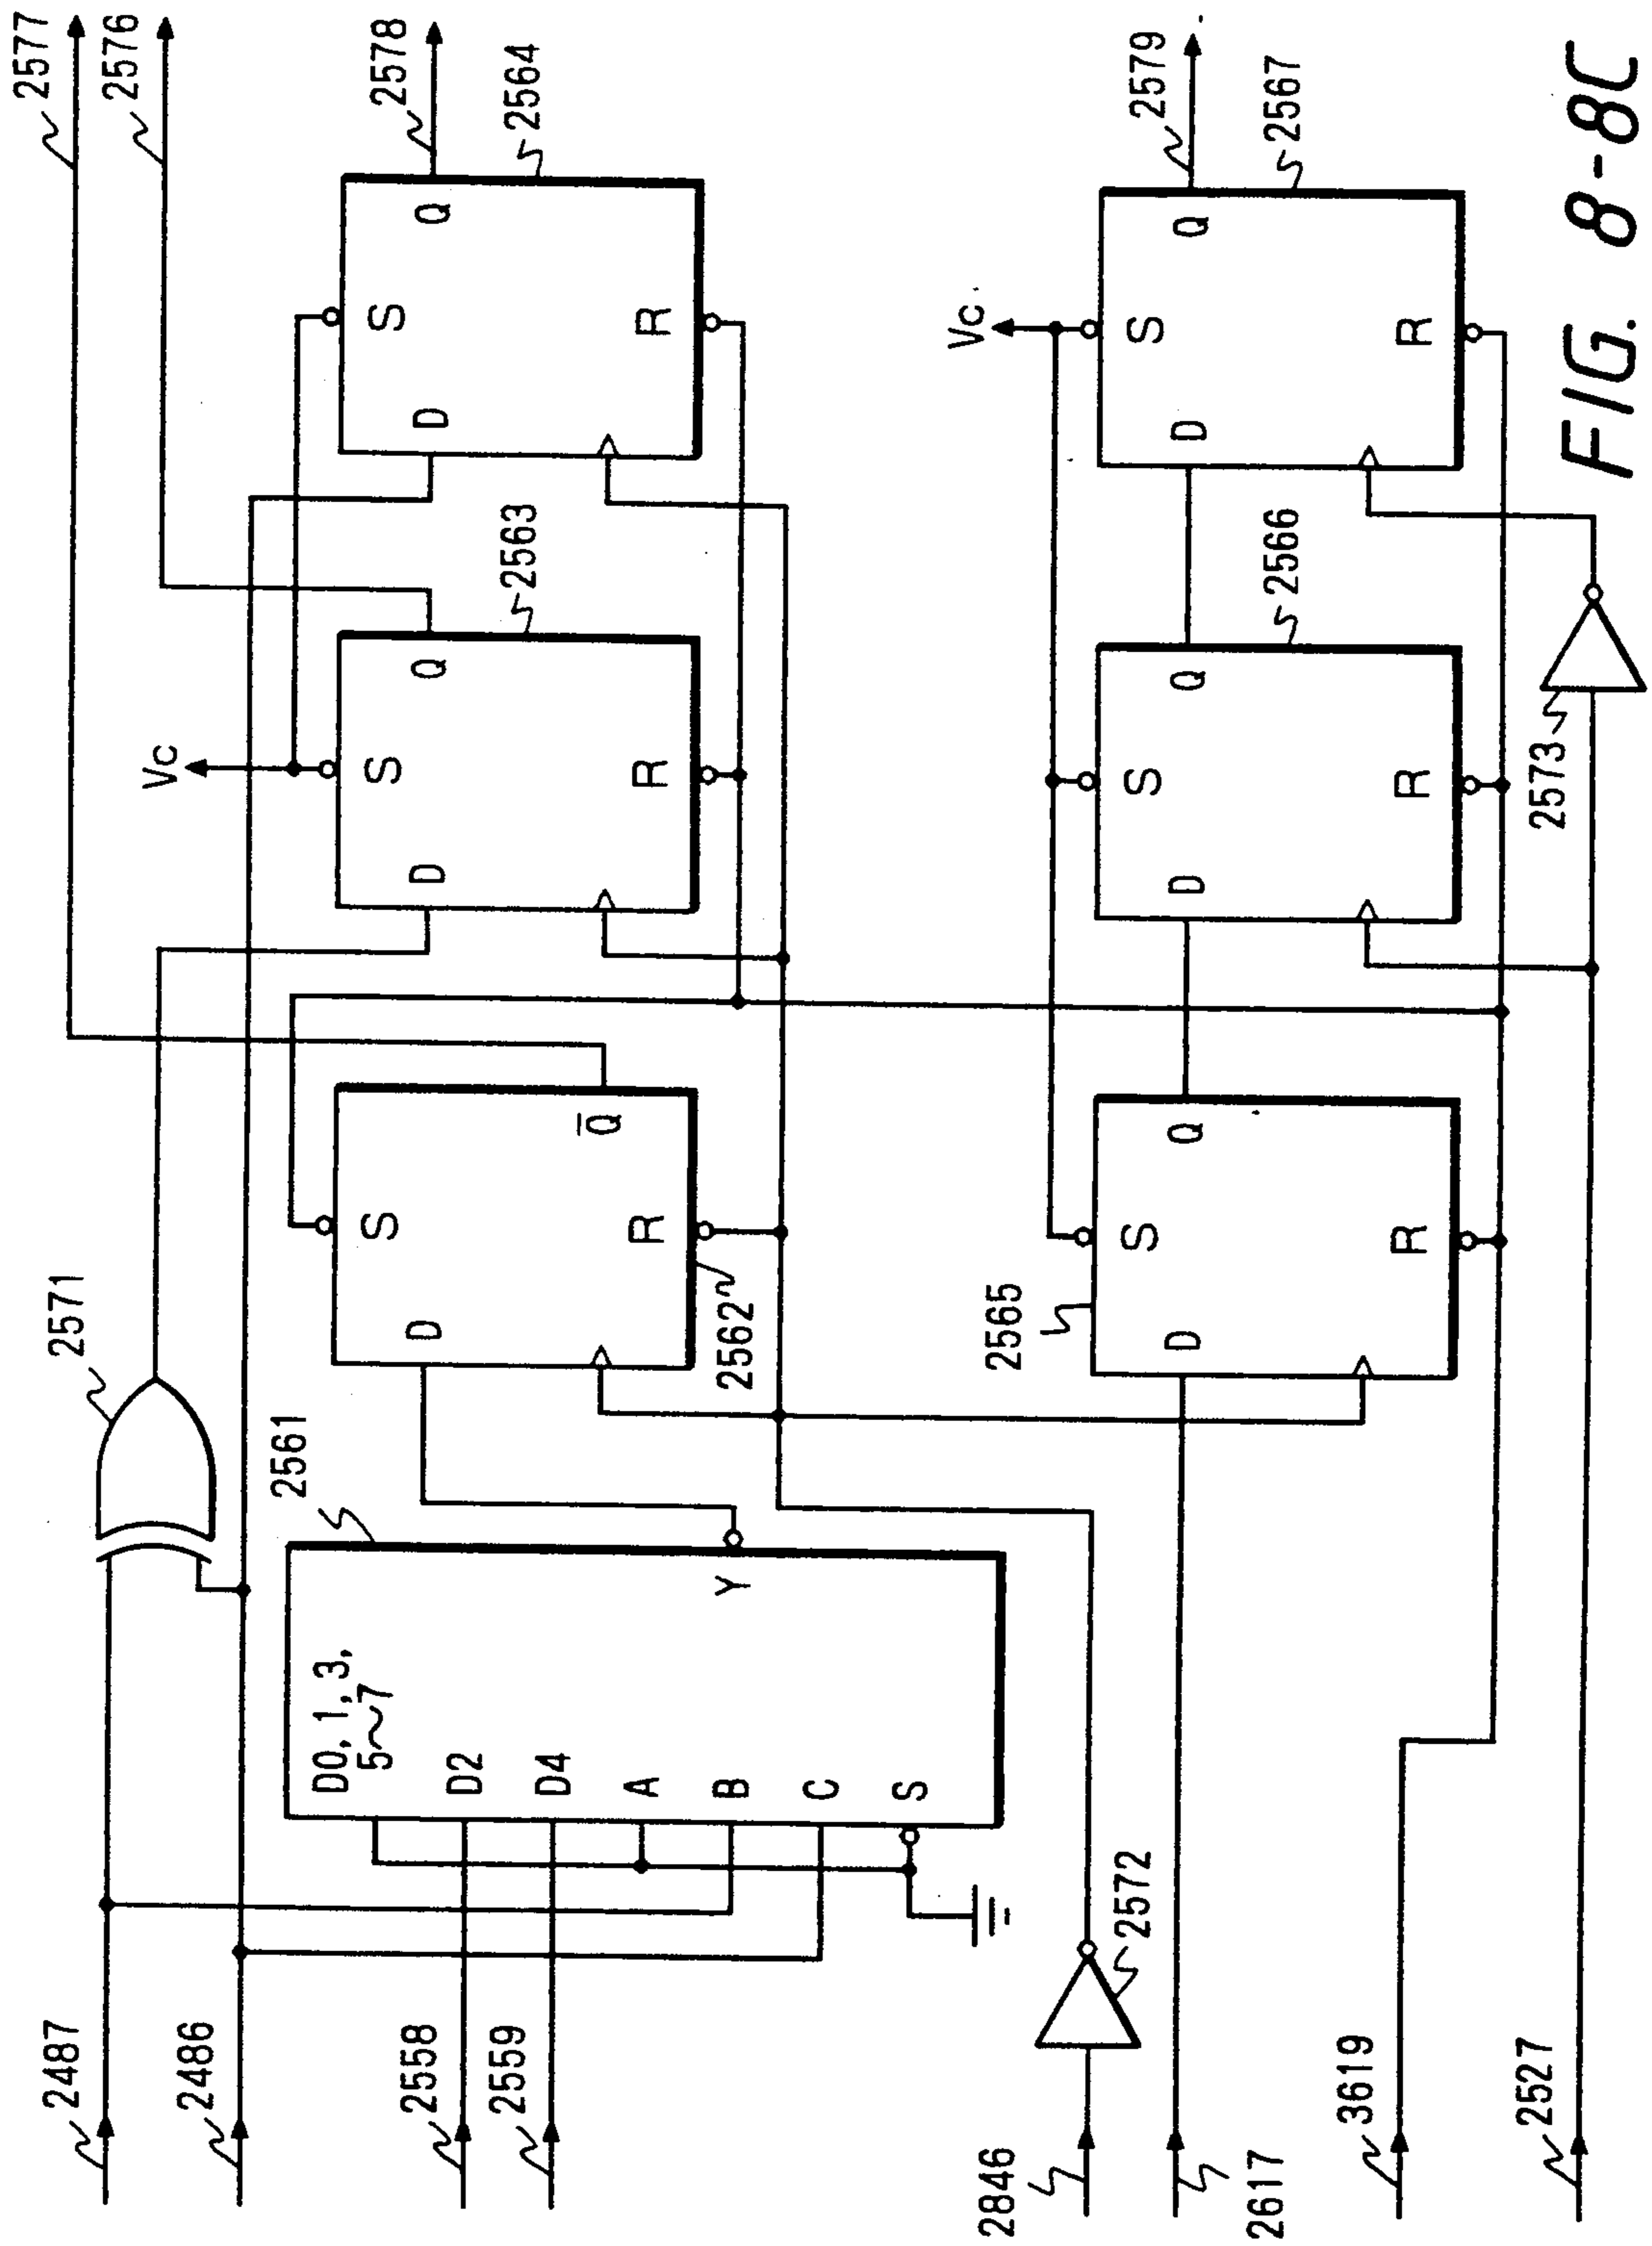 2577
2576
2578
2564
2563
Vc
S
D
Q
R
S
D
Q
R
2571
S
D
Q̅
R
2562
2561
D0, 1, 3,
5~7
D2
D4
A
B
C
S
Y
2487
2486
2558
2559
2572
2846
2617
3619
2527
2565
S
D
Q
R
2566
S
D
Q
R
Vc
2567
S
D
Q
R
2579
2573
FIG. 8-8C